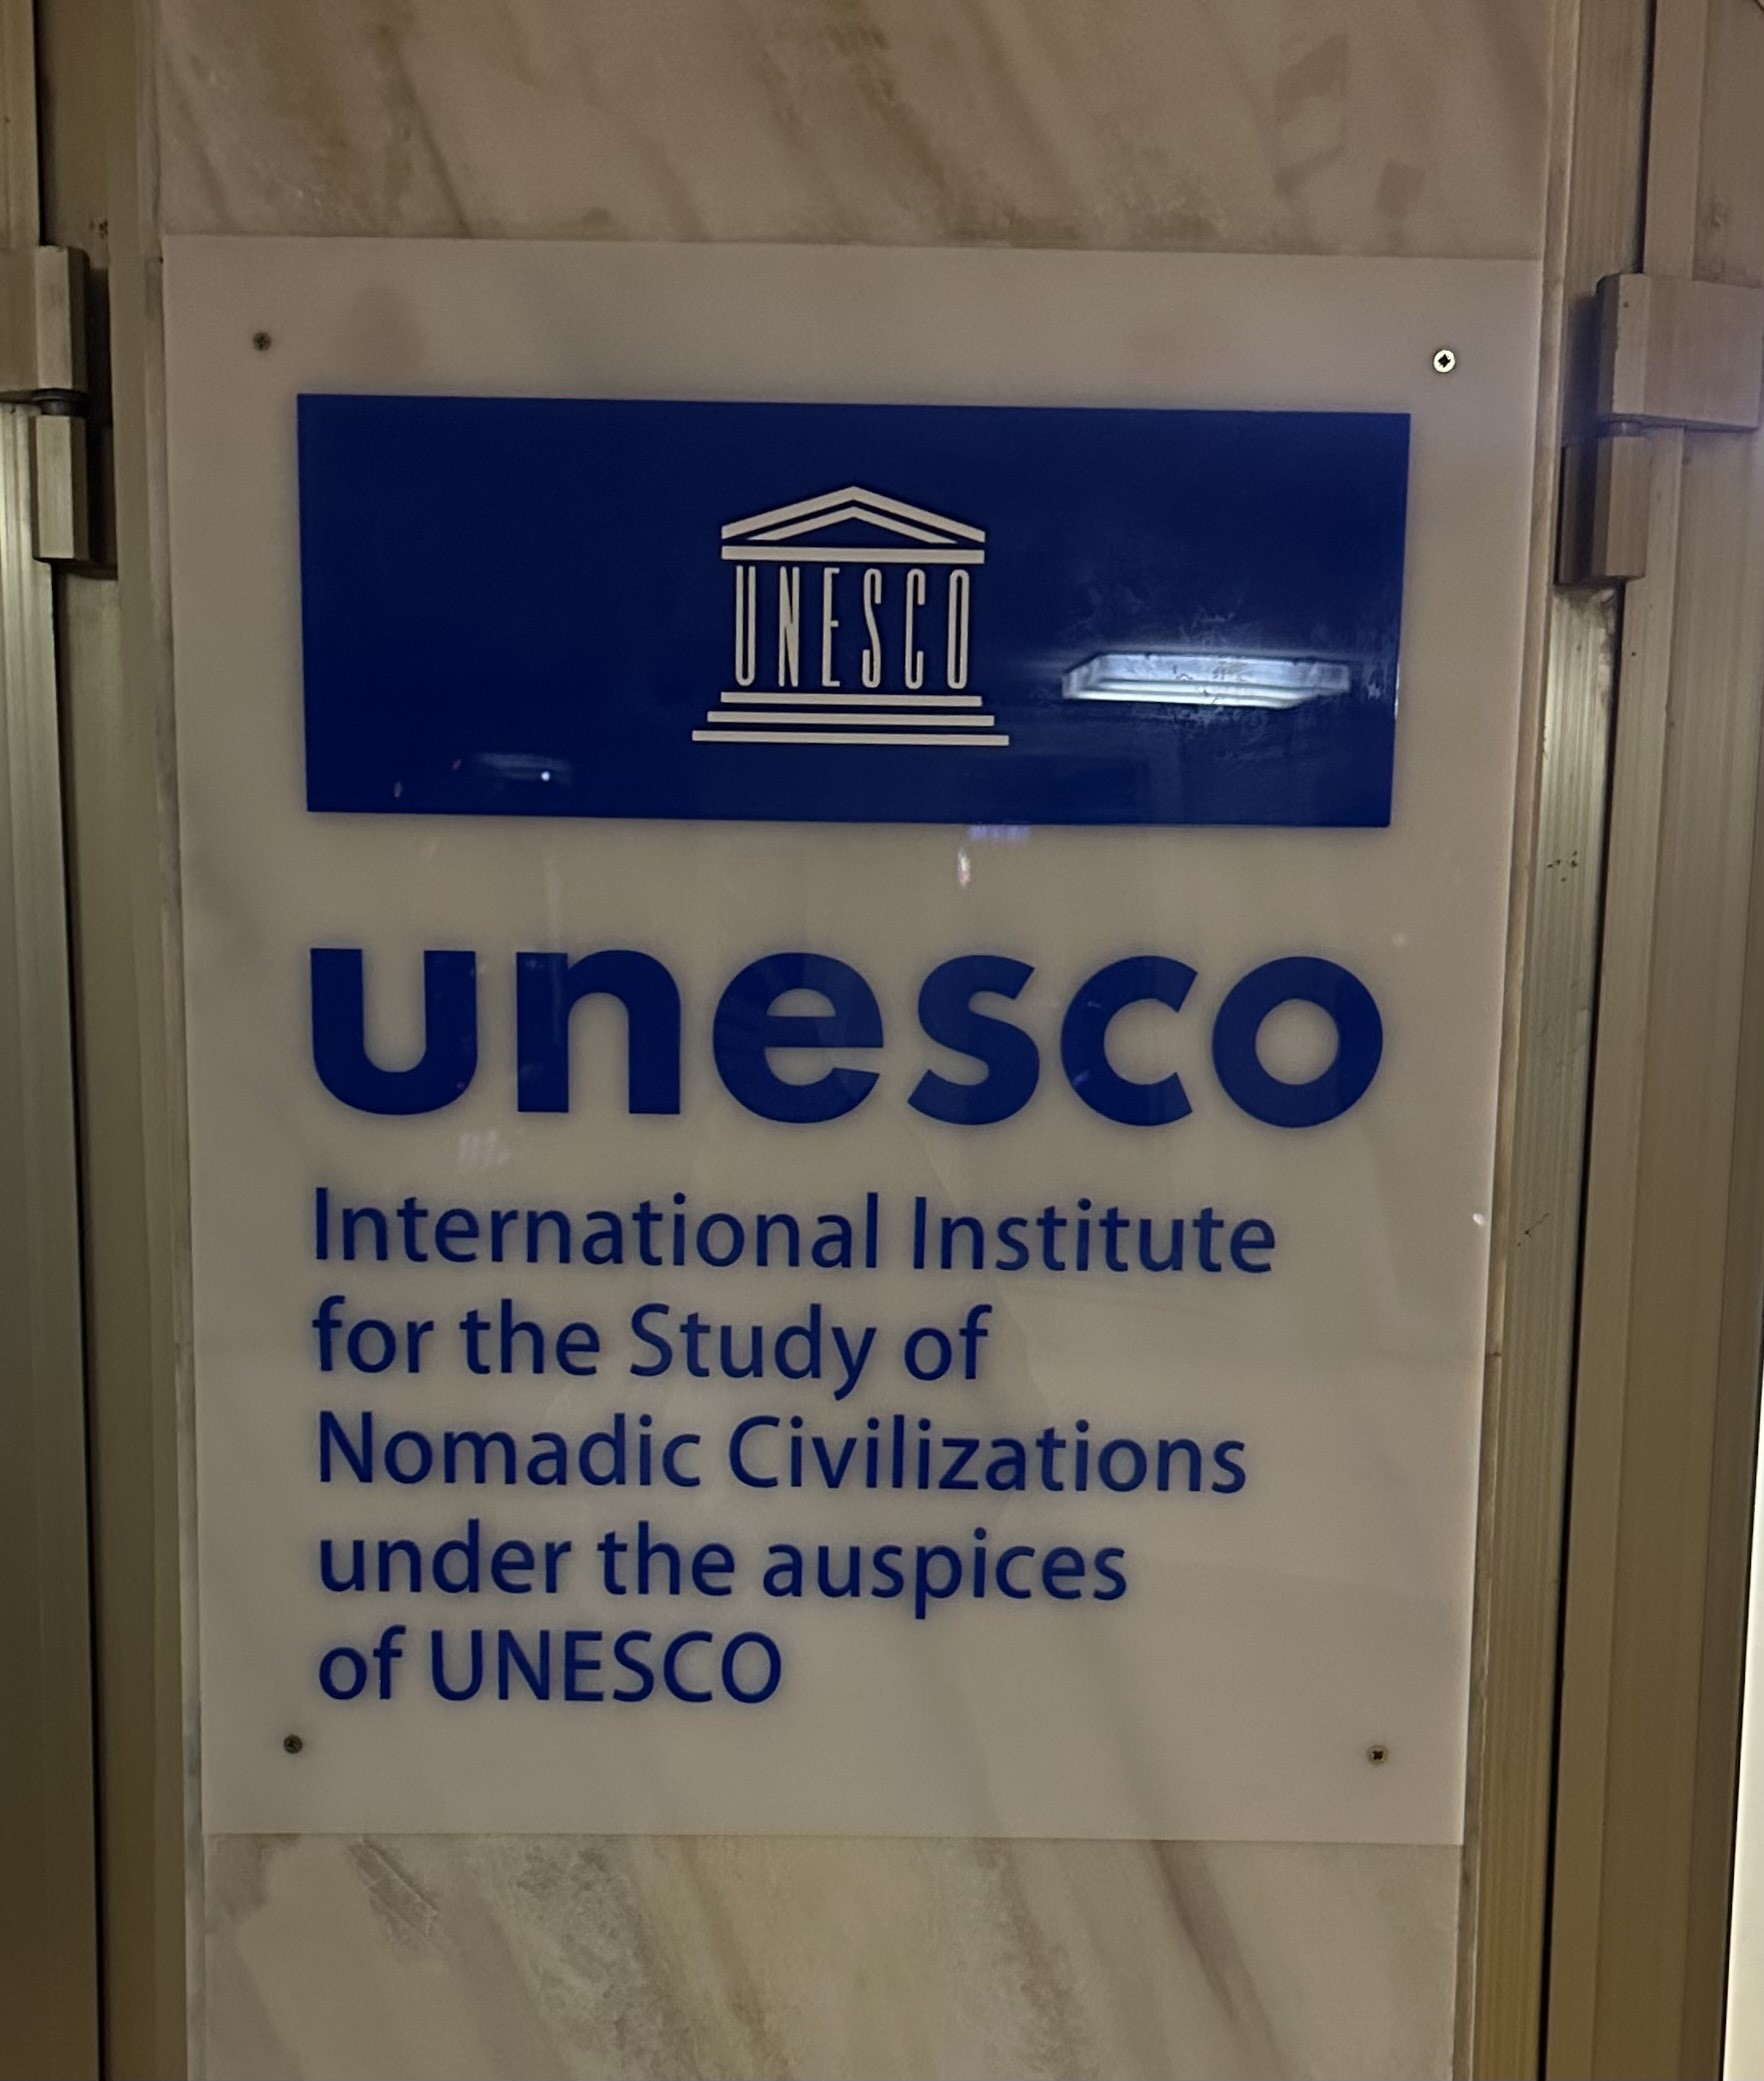 UNESCO
unesco
International Institute
for the Study of
Nomadic Civilizations
under the auspices
of UNESCO